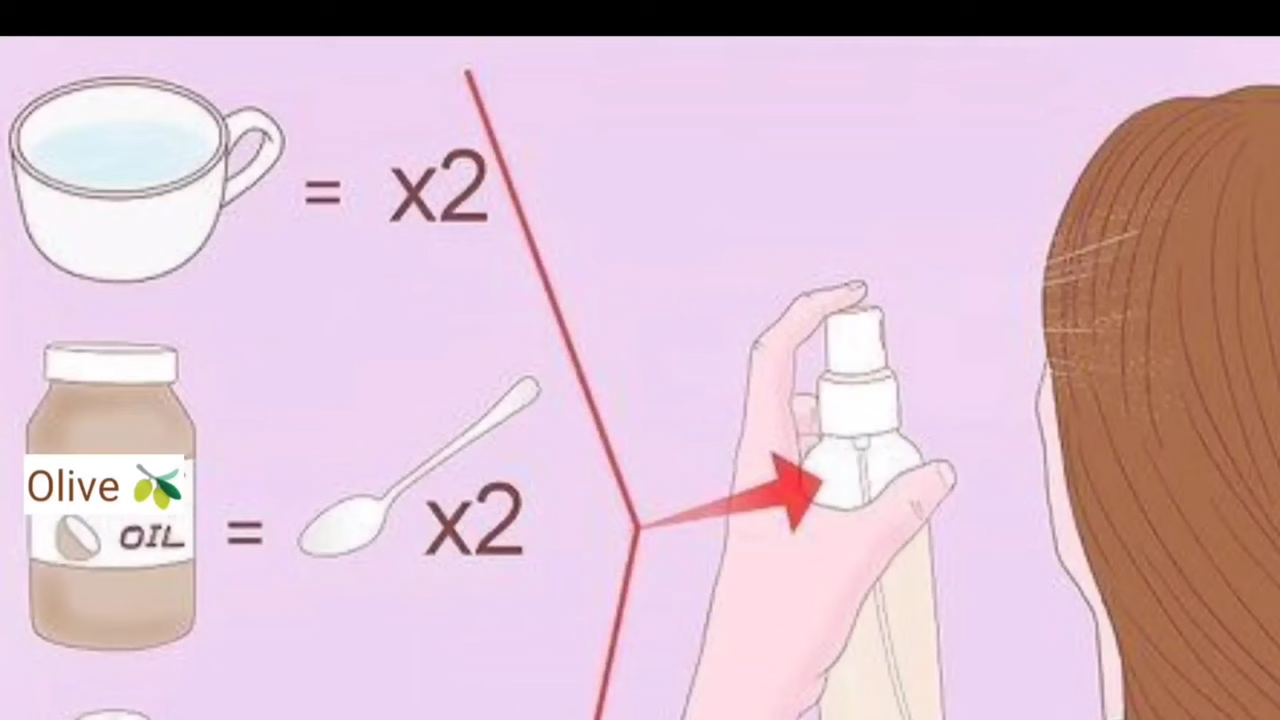 = x2
Olive
OIL
= x2